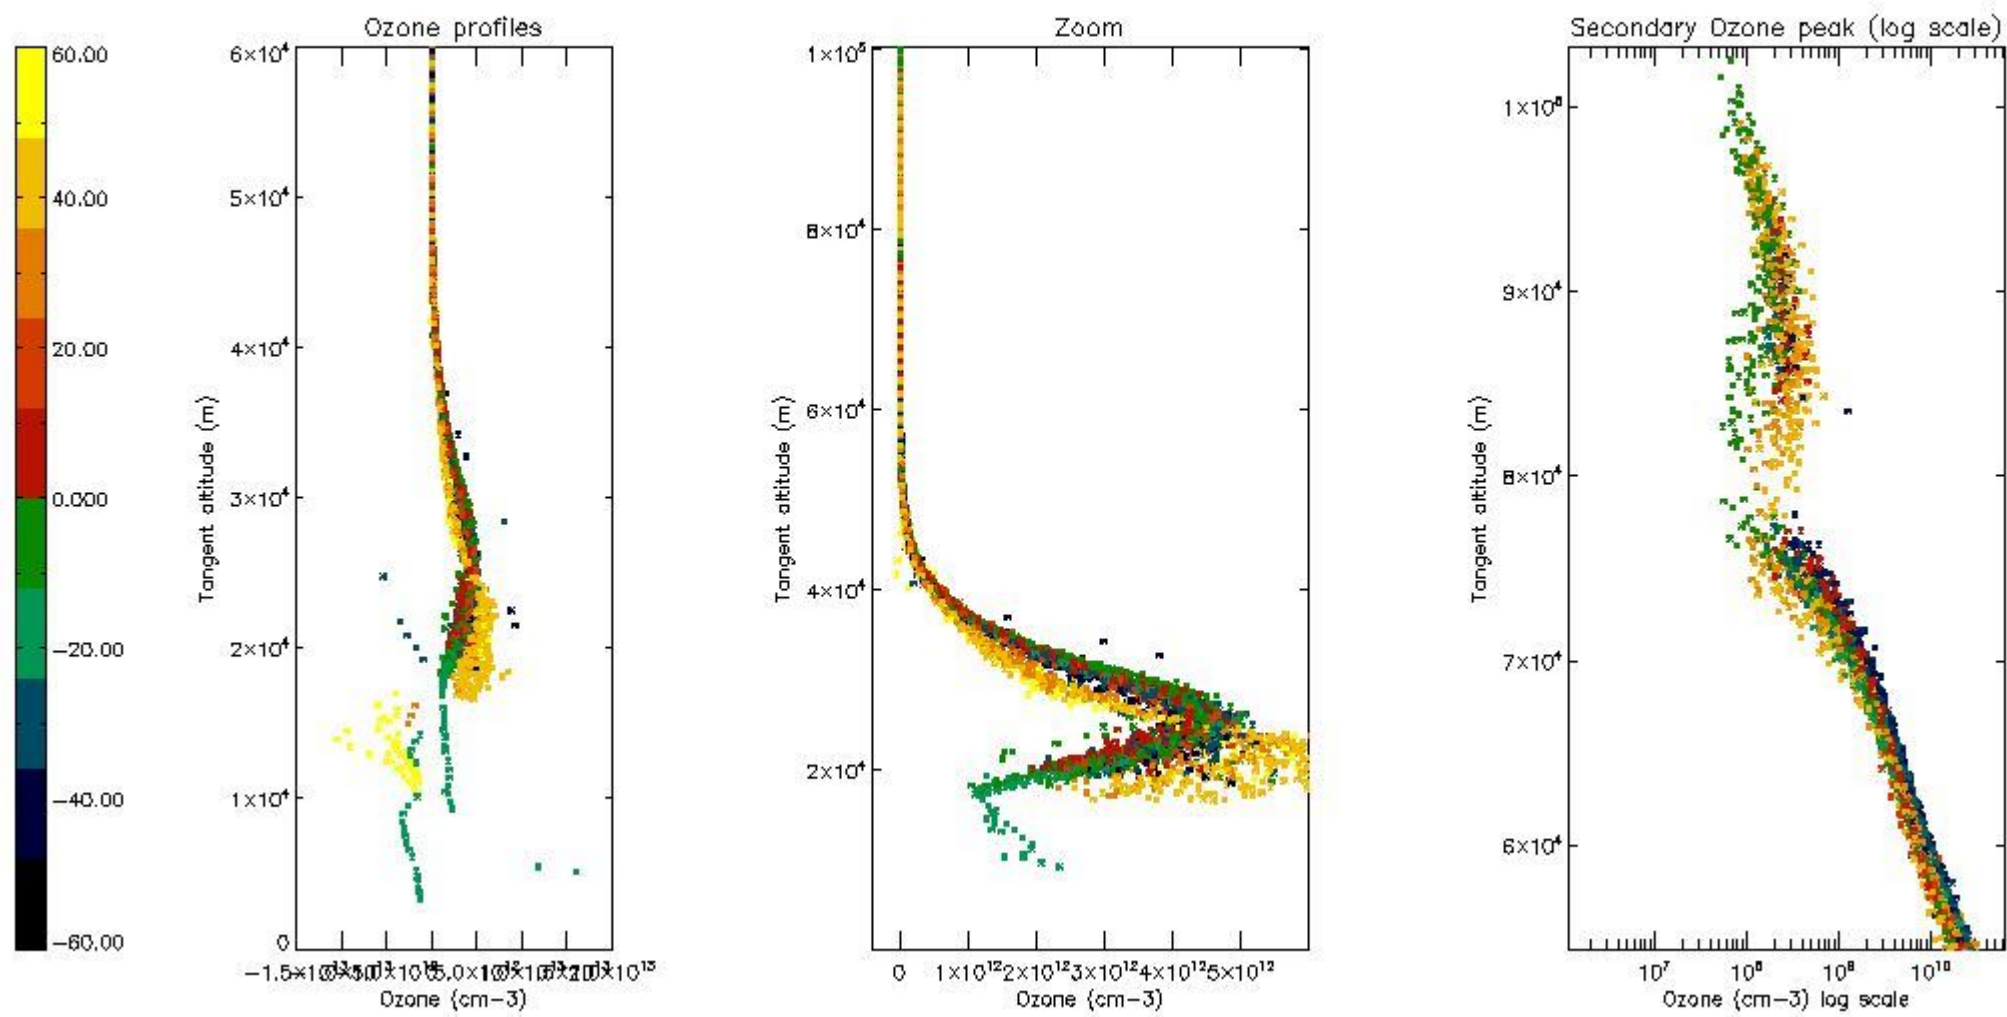 Ozone profiles
Zoom
Secondary Ozone peak (log scale)
60.00
40.00
20.00
0.000
−20.00
−40.00
−60.00
6×10⁴
5×10⁴
4×10⁴
3×10⁴
2×10⁴
1×10⁴
0
Tangent altitude (m)
Ozone (cm−3)
1×10⁵
8×10⁴
6×10⁴
4×10⁴
2×10⁴
Tangent altitude (m)
0 1×10¹² 2×10¹² 3×10¹² 4×10¹² 5×10¹²
Ozone (cm−3)
9×10⁴
8×10⁴
7×10⁴
6×10⁴
Tangent altitude (m)
10⁷ 10⁸ 10⁹ 10¹⁰
Ozone (cm−3) log scale